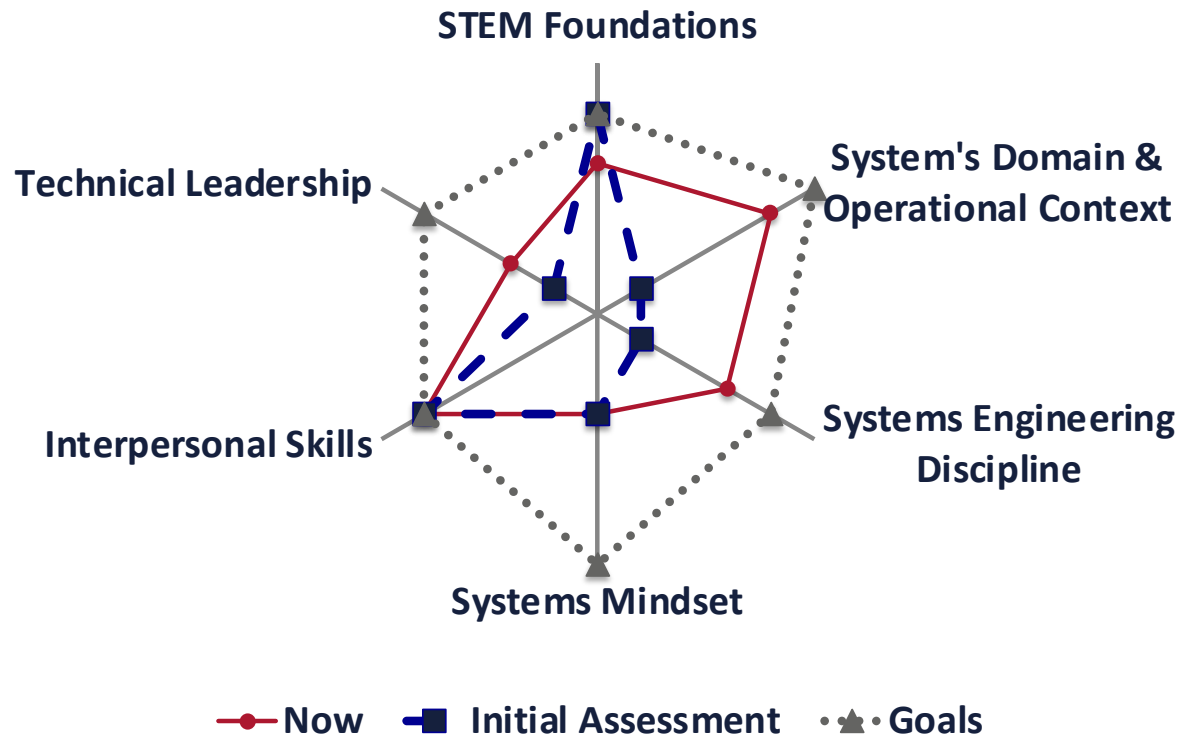 STEM Foundations
System's Domain &
Operational Context
Technical Leadership
Interpersonal Skills
Systems Engineering
Discipline
Systems Mindset
Now
Initial Assessment
Goals